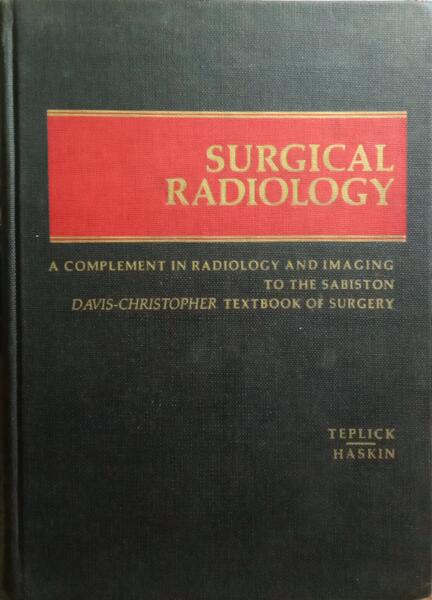 SURGICAL
RADIOLOGY
A COMPLEMENT IN RADIOLOGY AND IMAGING
TO THE SABISTON
DAVIS-CHRISTOPHER TEXTBOOK OF SURGERY
TEPLICK
HASKIN